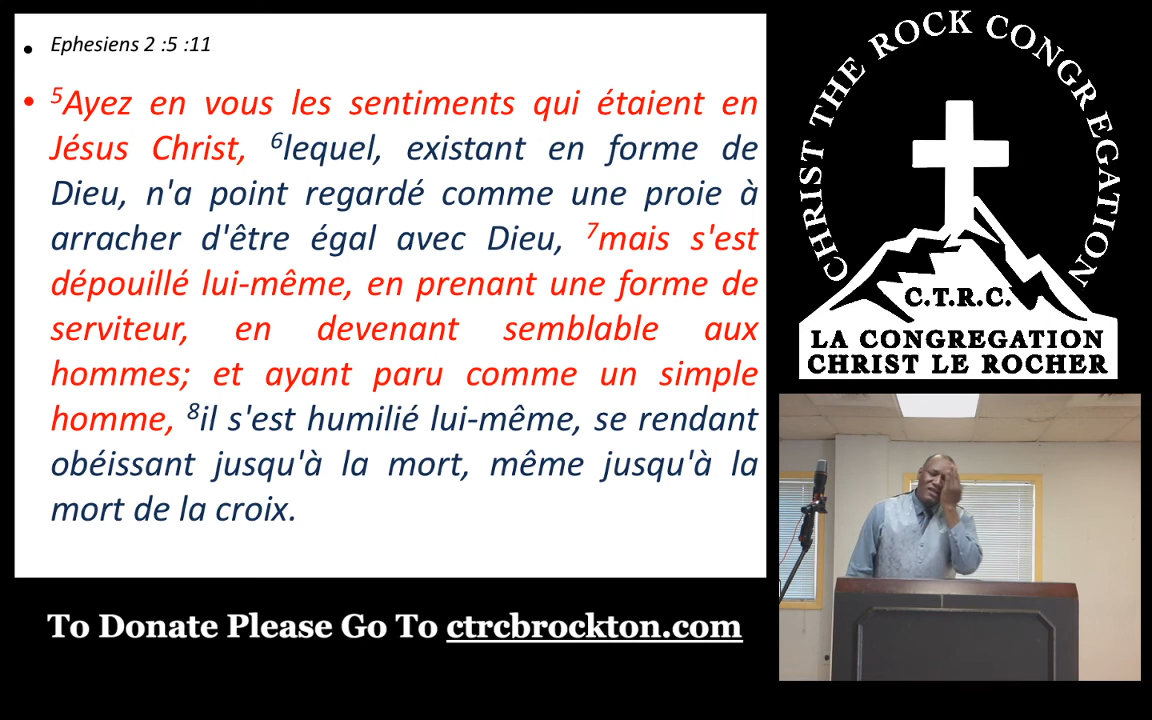 • Ephesiens 2 :5 :11
• ⁵Ayez en vous les sentiments qui étaient en
Jésus Christ, ⁶lequel, existant en forme de
Dieu, n'a point regardé comme une proie à
arracher d'être égal avec Dieu, ⁷mais s'est
dépouillé lui-même, en prenant une forme de
serviteur, en devenant semblable aux
hommes; et ayant paru comme un simple
homme, ⁸il s'est humilié lui-même, se rendant
obéissant jusqu'à la mort, même jusqu'à la
mort de la croix.
CHRIST THE ROCK CONGREGATION
C.T.R.C.
LA CONGREGATION
CHRIST LE ROCHER
To Donate Please Go To ctrcbrockton.com